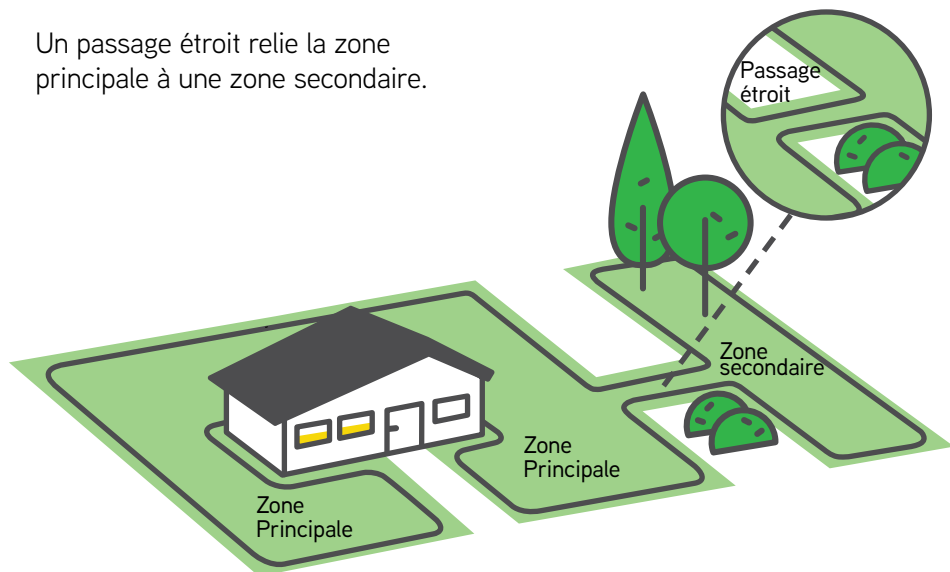 Un passage étroit relie la zone
principale à une zone secondaire.
Passage
étroit
Zone
secondaire
Zone
Principale
Zone
Principale